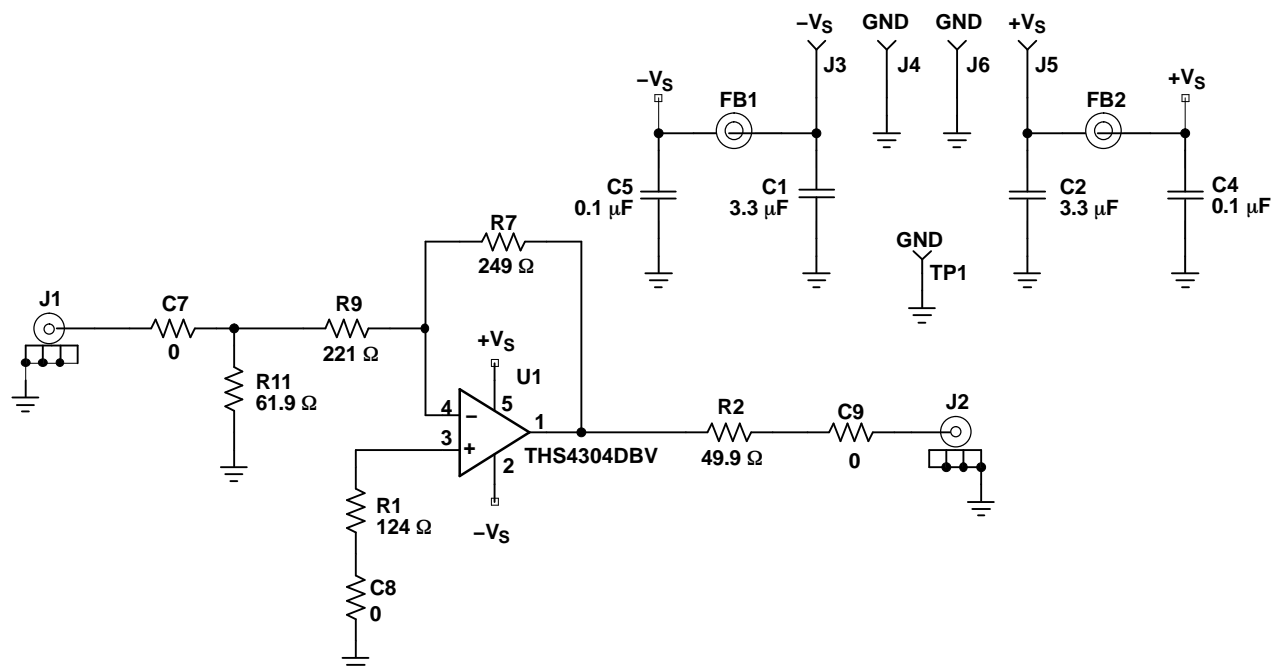 −VS
GND
GND
+VS
J3
J4
J6
J5
−VS
FB1
FB2
+VS
C5
0.1 μF
C1
3.3 μF
C2
3.3 μF
C4
0.1 μF
R7
249 Ω
GND
TP1
J1
C7
0
R9
221 Ω
+VS
U1
R11
61.9 Ω
4
−
5
1
3
+
2
THS4304DBV
R2
49.9 Ω
C9
0
J2
R1
124 Ω
−VS
C8
0